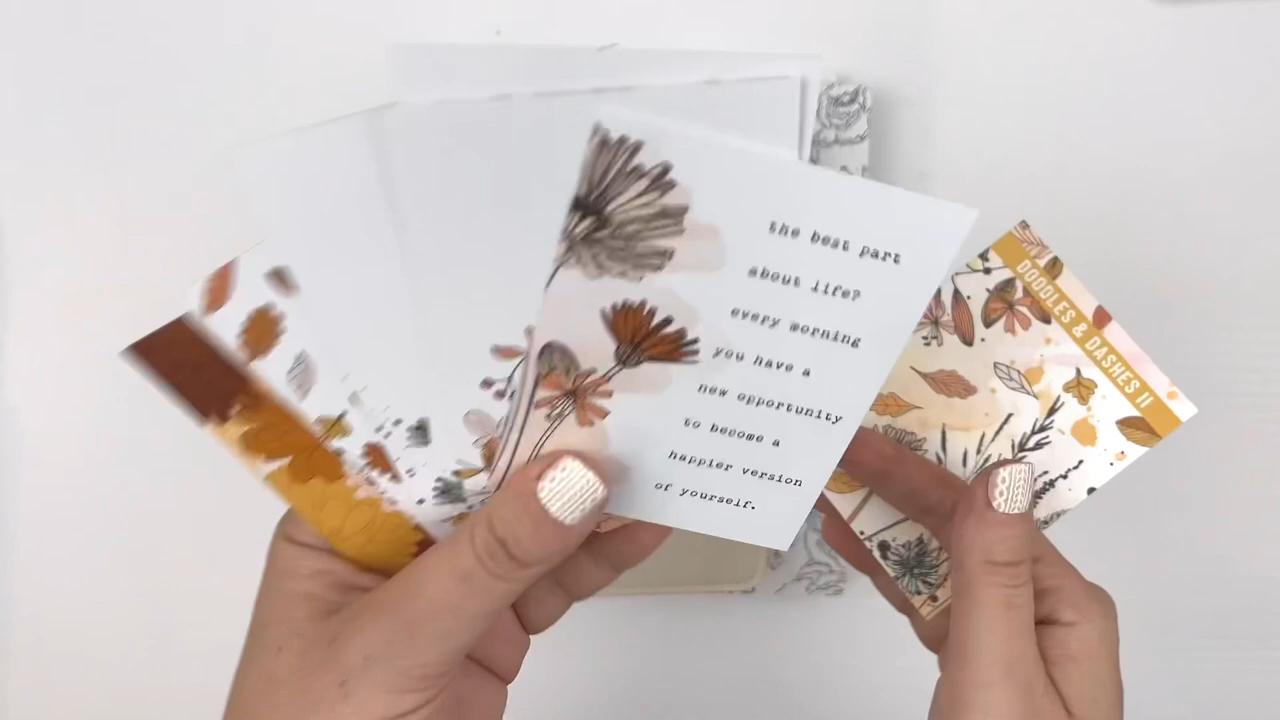 the best part
about life?
every morning
you have a
new opportunity
to become a
happier version
of yourself.
DOODLES & DASHES II